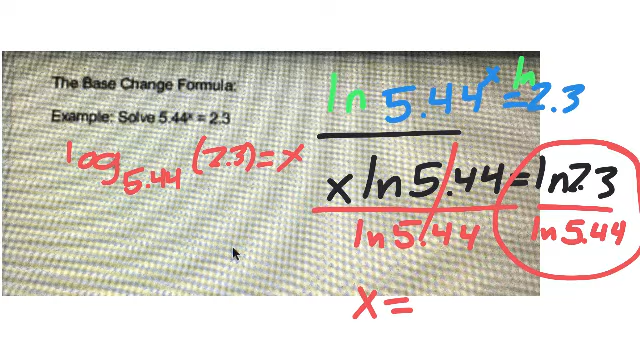 The Base Change Formula:
Example: Solve 5.44ˣ = 2.3
log₅.₄₄ (2.3) = x
ln 5.44ˣ = ln 2.3
x ln 5.44 = ln 2.3
ln 5.44 ln 5.44
x =